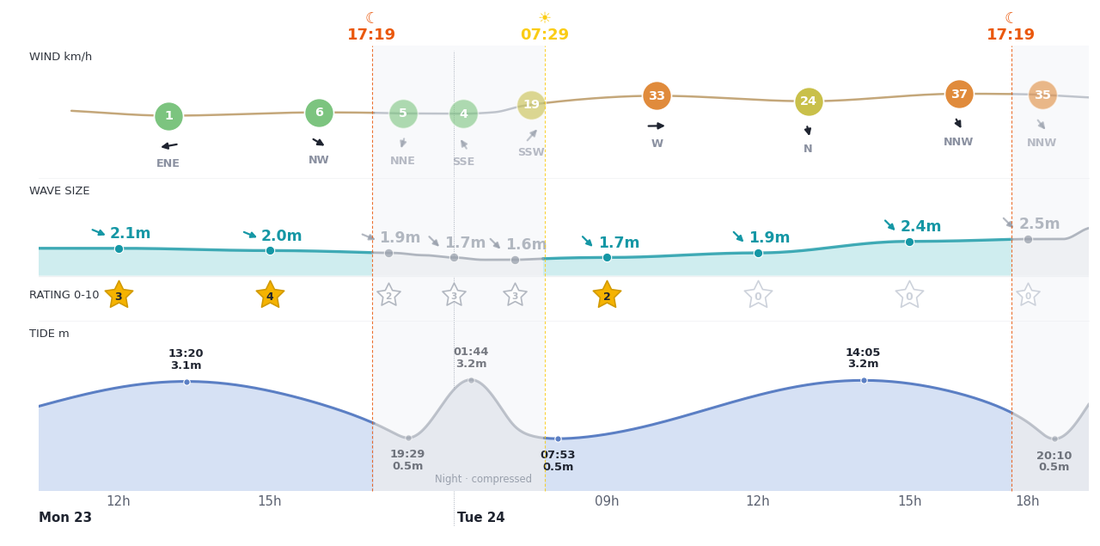 ☾ ☀ ☾
17:19 07:29 17:19
WIND km/h
1 6 5 4 19 33 24 37 35
ENE NW NNE SSE SSW W N NNW NNW
WAVE SIZE
2.1m 2.0m 1.9m 1.7m 1.6m 1.7m 1.9m 2.4m 2.5m
RATING 0-10 3 4 2 3 3 2 0 0 0
TIDE m
13:20 01:44 14:05
3.1m 3.2m 3.2m
19:29 07:53 20:10
0.5m 0.5m 0.5m
Night · compressed
12h 15h 09h 12h 15h 18h
Mon 23 Tue 24